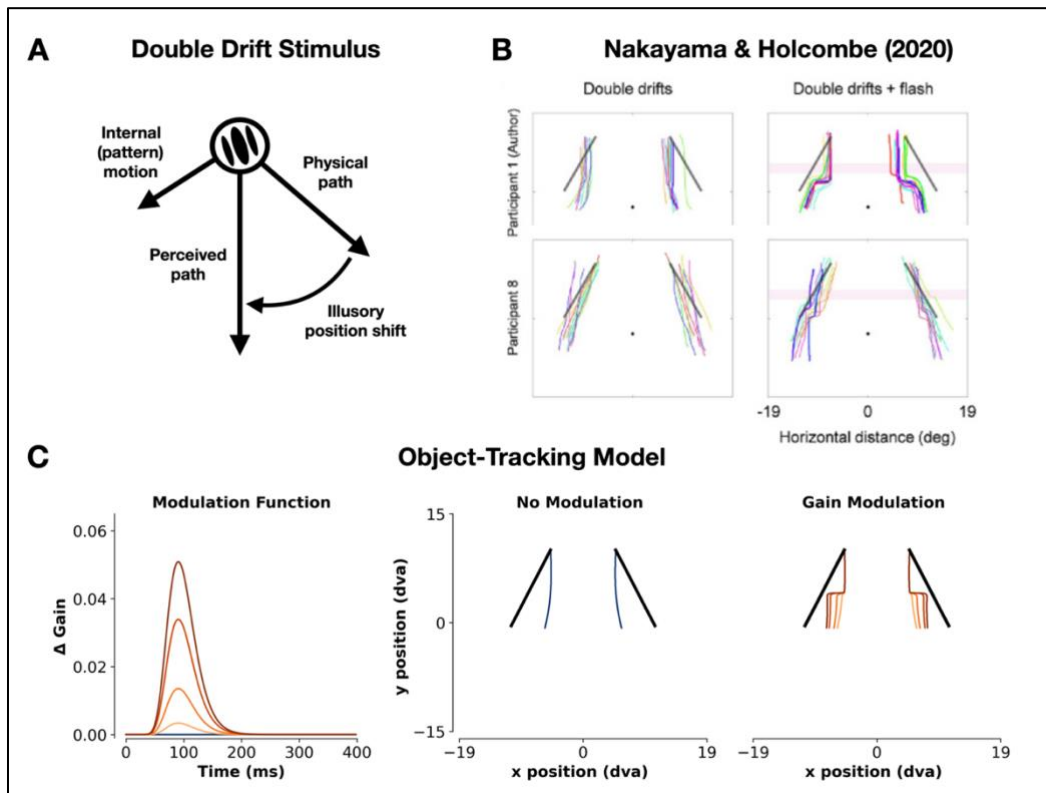 A
Double Drift Stimulus
Internal
(pattern)
motion
Physical
path
Perceived
path
Illusory
position shift
B
Nakayama & Holcombe (2020)
Double drifts
Double drifts + flash
Participant 1 (Author)
Participant 8
-19
0
19
Horizontal distance (deg)
C
Object-Tracking Model
Modulation Function
Δ Gain
0.06
0.04
0.02
0.00
0
100
200
300
400
Time (ms)
No Modulation
y position (dva)
15
0
−15
−19
0
19
x position (dva)
Gain Modulation
−19
0
19
x position (dva)